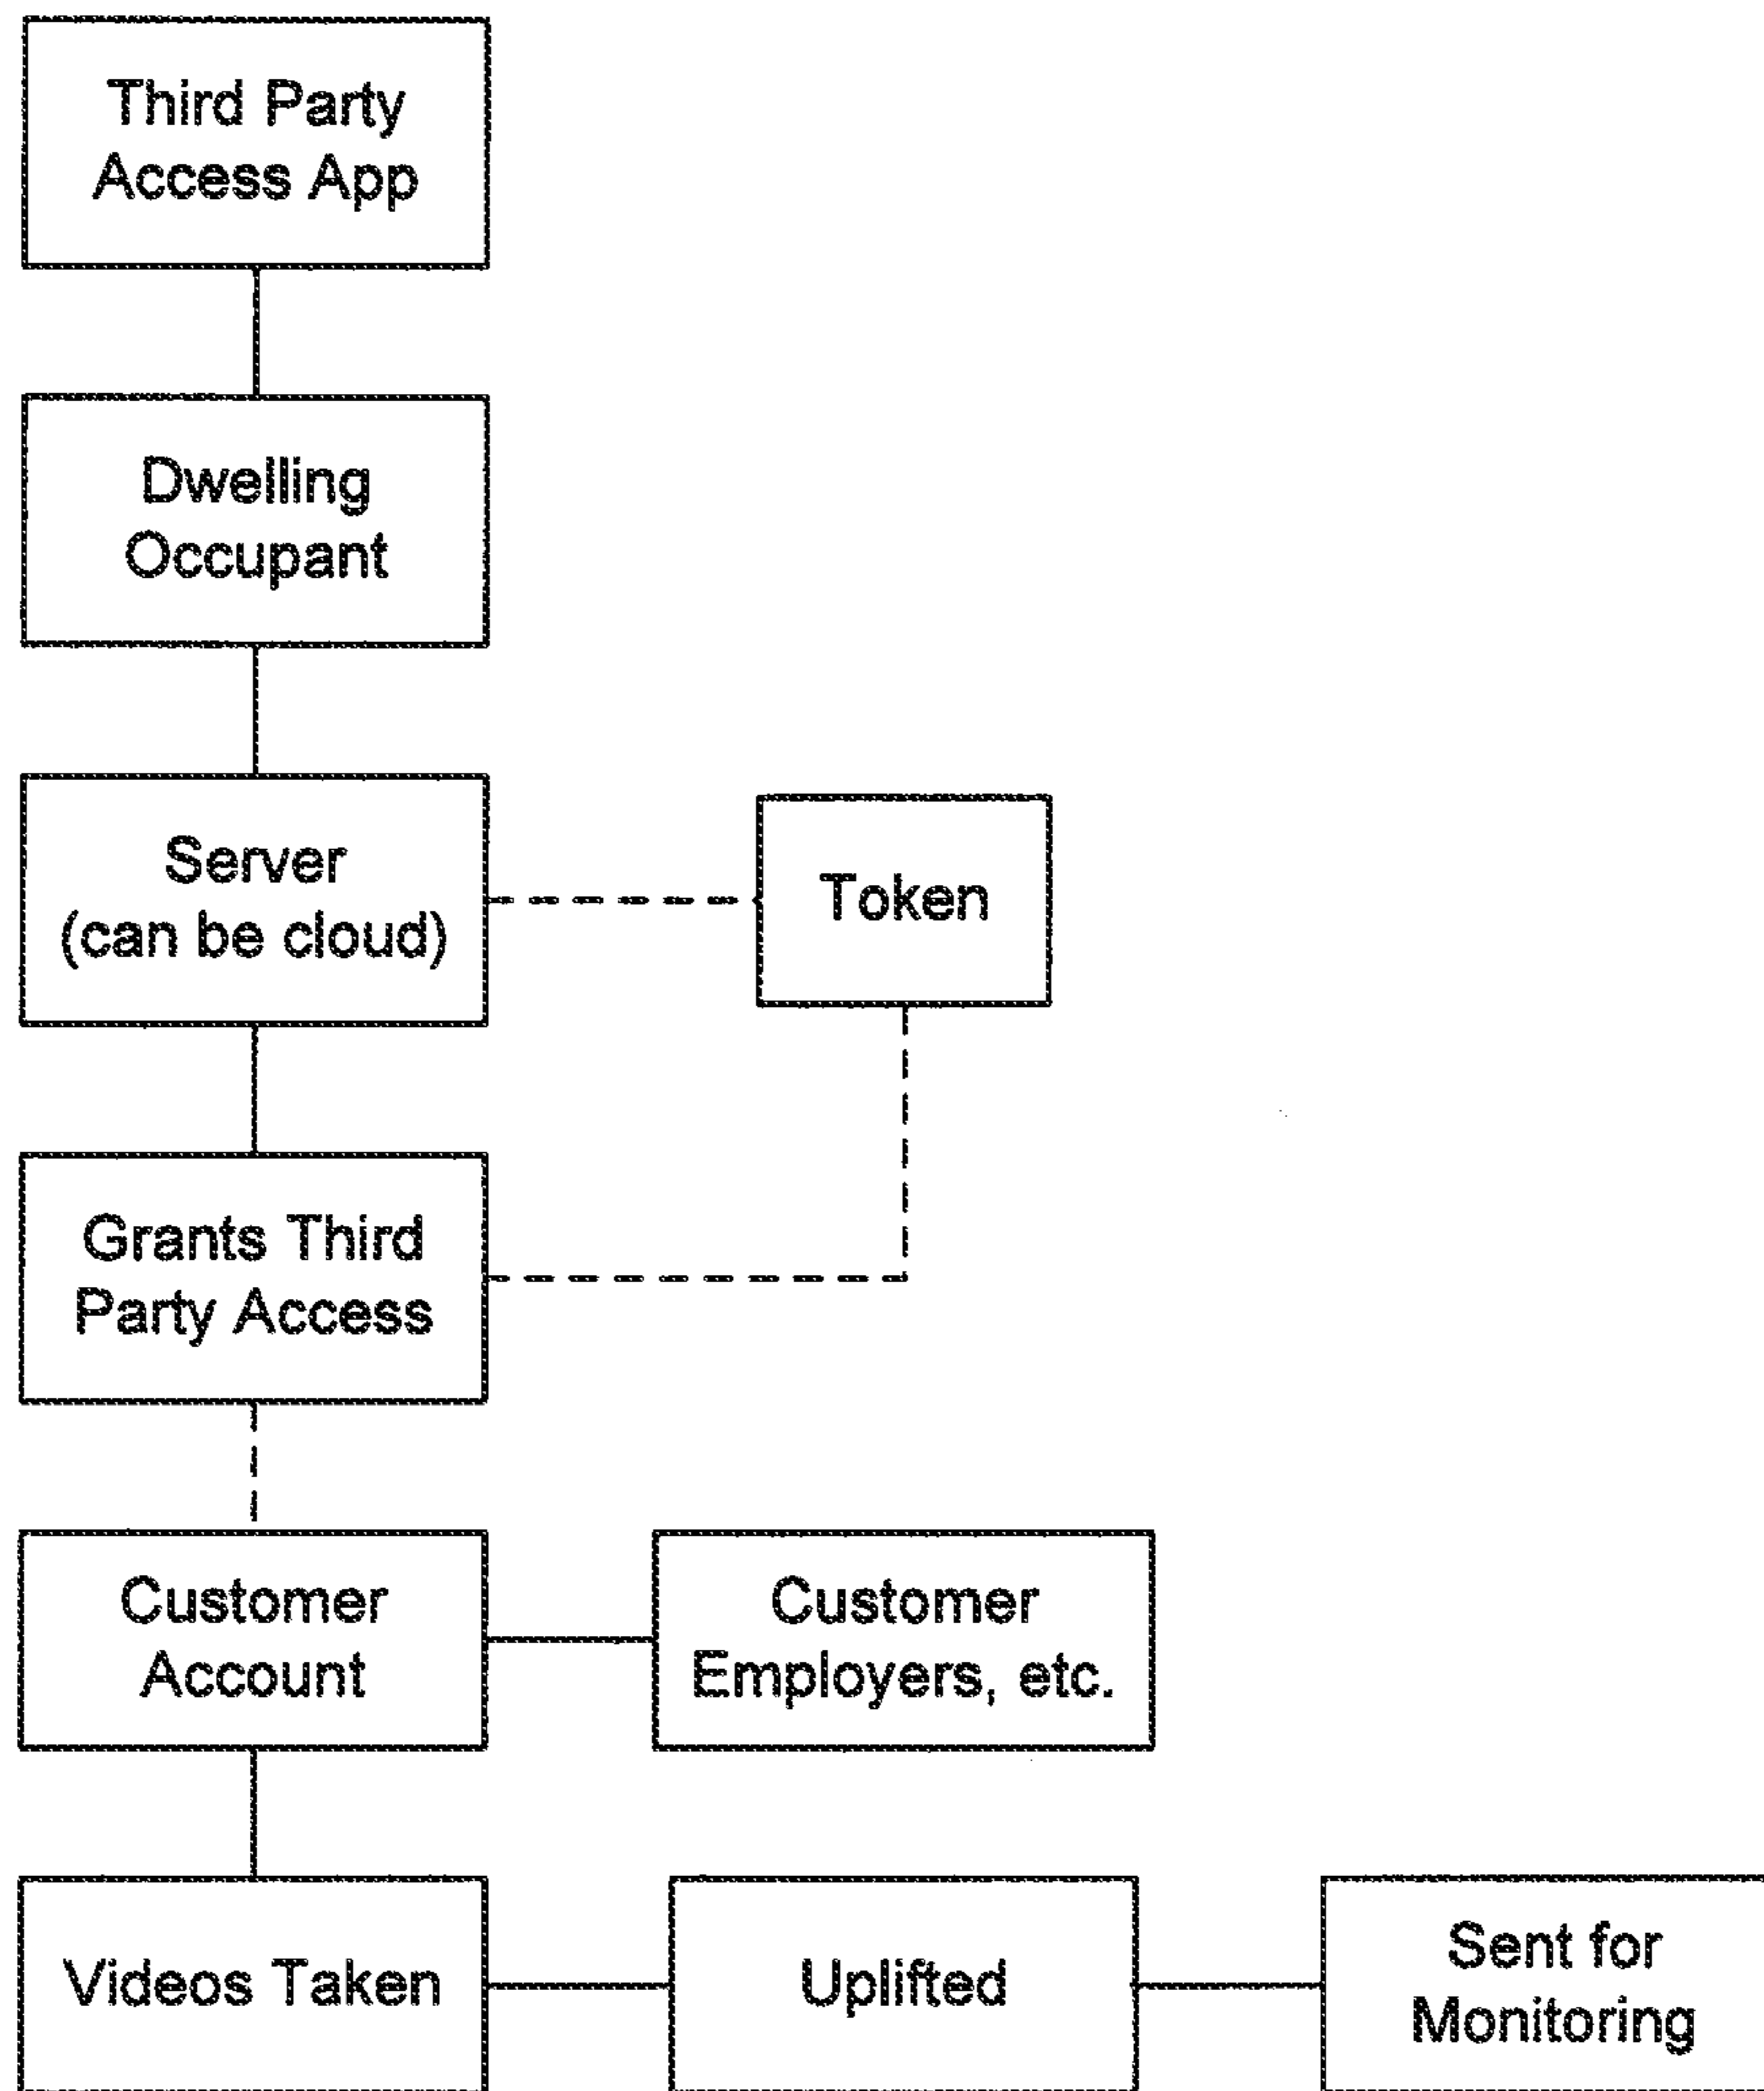 Third Party
Access App
Dwelling
Occupant
Server
(can be cloud)
Token
Grants Third
Party Access
Customer
Account
Customer
Employers, etc.
Videos Taken
Uplifted
Sent for
Monitoring